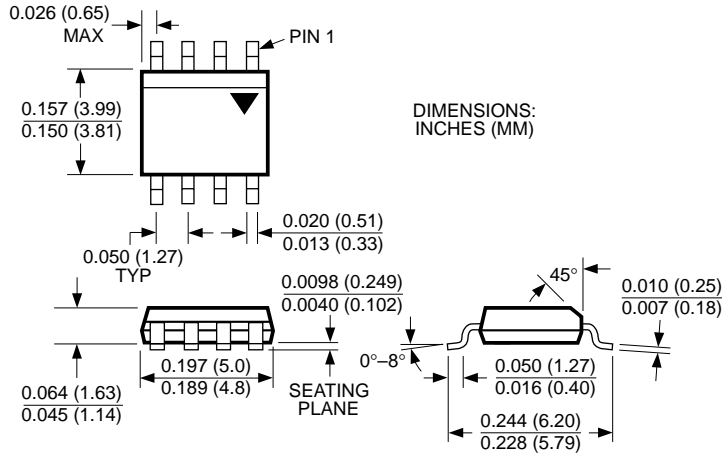 0.026 (0.65)
MAX
PIN 1
0.157 (3.99)
0.150 (3.81)
DIMENSIONS:
INCHES (MM)
0.020 (0.51)
0.013 (0.33)
0.050 (1.27)
TYP
0.0098 (0.249)
0.0040 (0.102)
45°
0.010 (0.25)
0.007 (0.18)
0°–8°
0.064 (1.63)
0.045 (1.14)
0.197 (5.0)
0.189 (4.8)
SEATING
PLANE
0.050 (1.27)
0.016 (0.40)
0.244 (6.20)
0.228 (5.79)